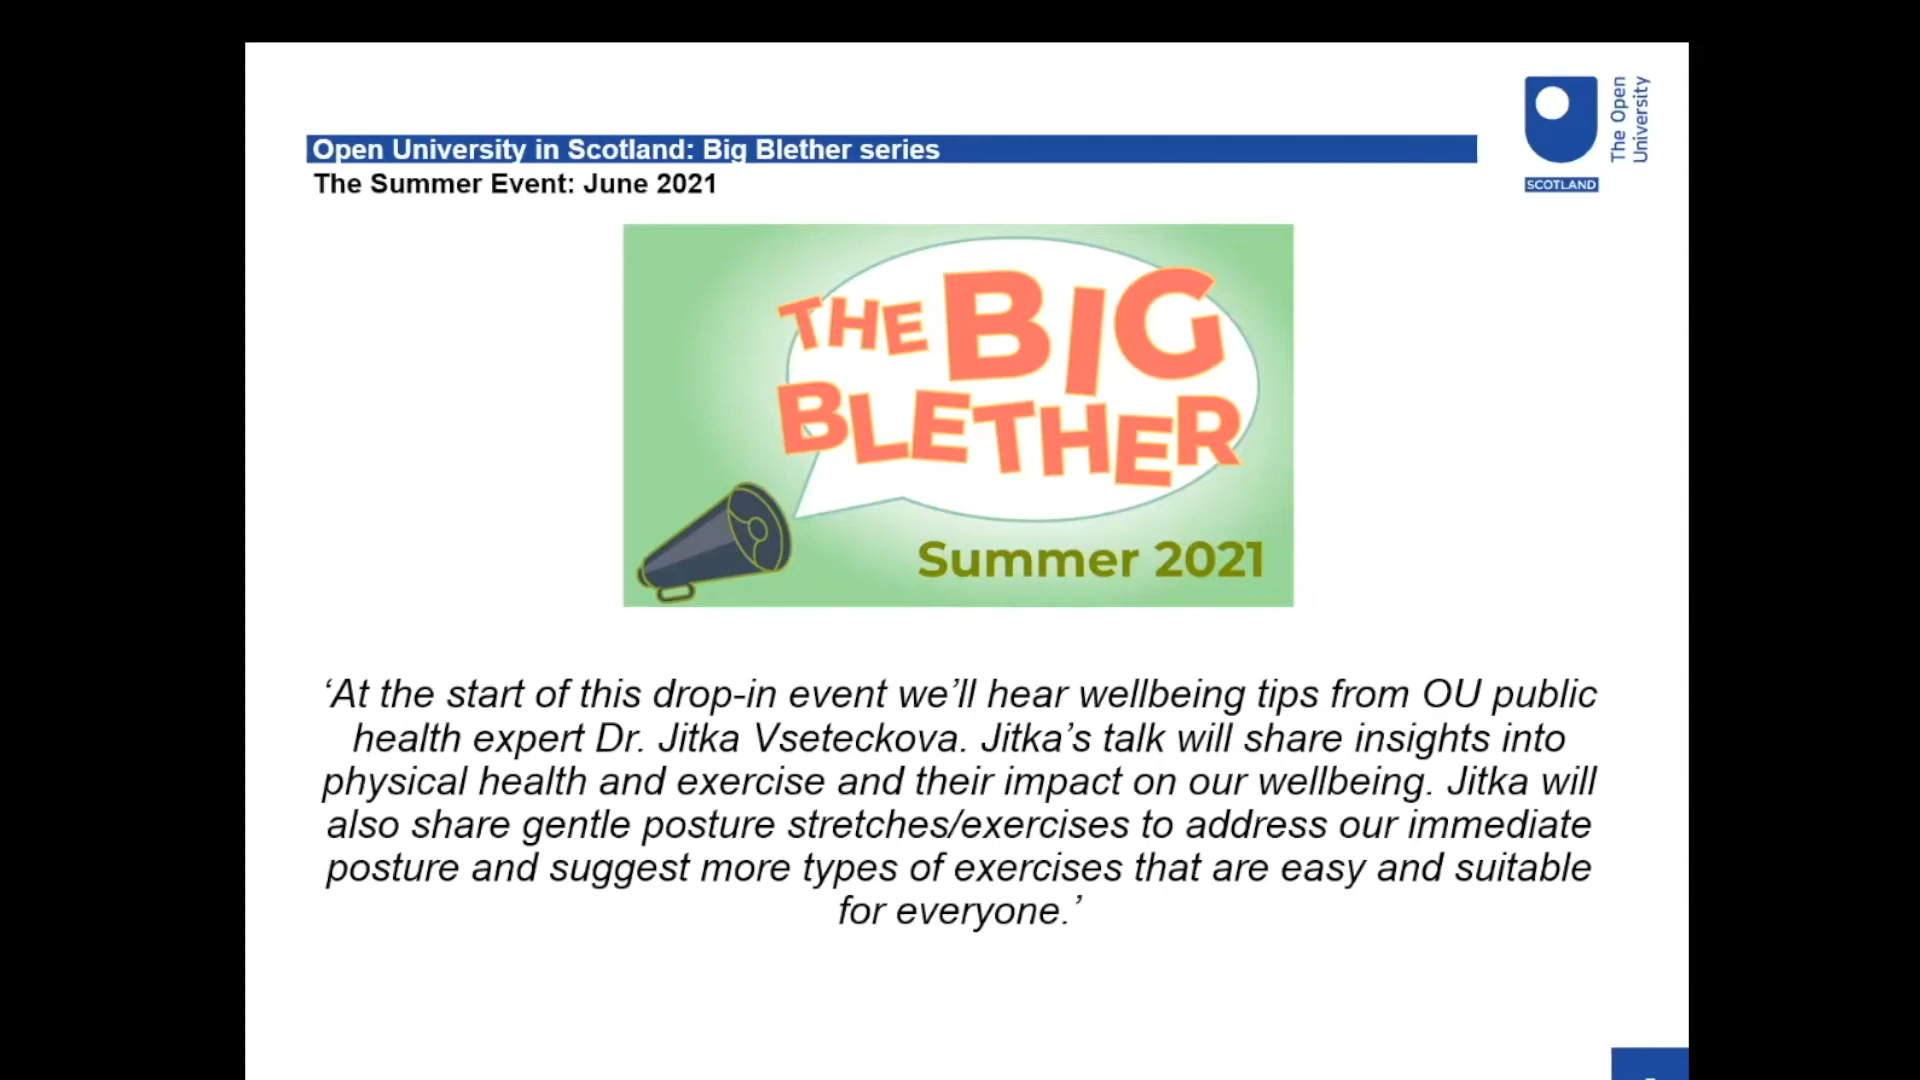 Open University in Scotland: Big Blether series
The Summer Event: June 2021
The Open
University
SCOTLAND
THE BIG
BLETHER
Summer 2021
‘At the start of this drop-in event we’ll hear wellbeing tips from OU public
health expert Dr. Jitka Vseteckova. Jitka’s talk will share insights into
physical health and exercise and their impact on our wellbeing. Jitka will
also share gentle posture stretches/exercises to address our immediate
posture and suggest more types of exercises that are easy and suitable
for everyone.’